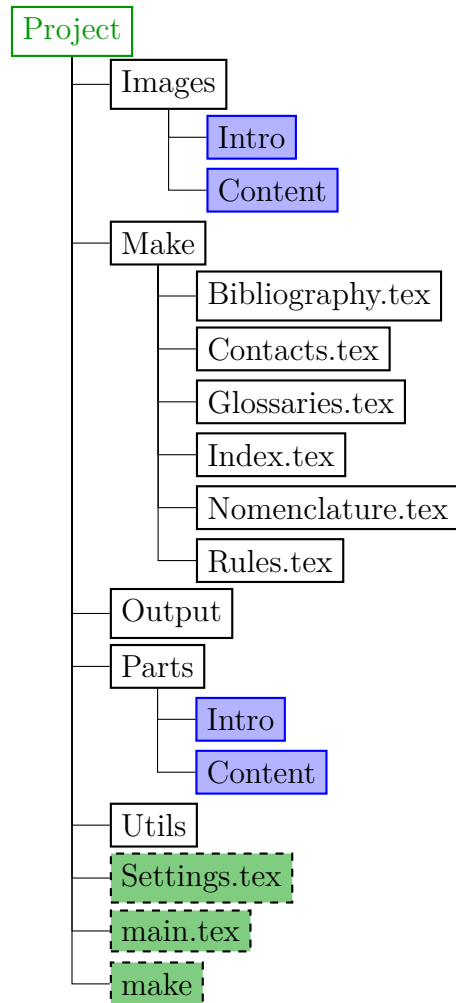 Project
Images
Intro
Content
Make
Bibliography.tex
Contacts.tex
Glossaries.tex
Index.tex
Nomenclature.tex
Rules.tex
Output
Parts
Intro
Content
Utils
Settings.tex
main.tex
make